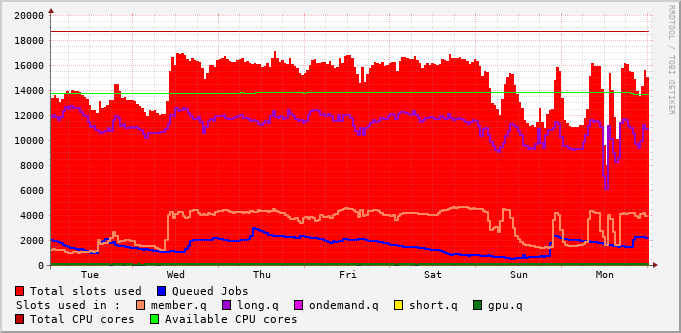 20000
18000
16000
14000
12000
10000
8000
6000
4000
2000
0
Tue Wed Thu Fri Sat Sun Mon
RRDTOOL / TOBI OETIKER
Total slots used Queued Jobs
Slots used in : member.q long.q ondemand.q short.q gpu.q
Total CPU cores Available CPU cores